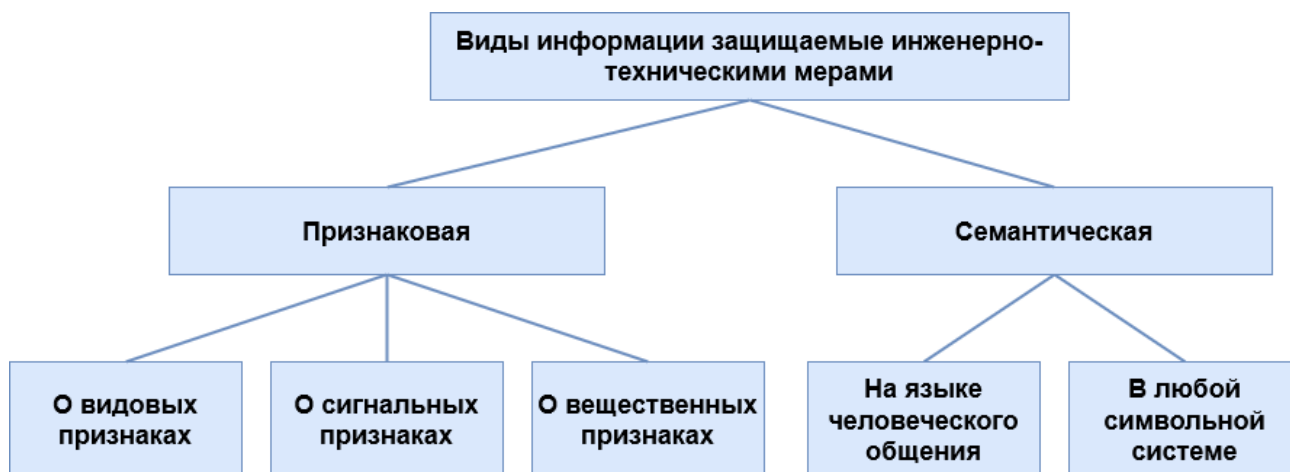 Виды информации защищаемые инженерно-
техническими мерами
Признаковая
Семантическая
О видовых
признаках
О сигнальных
признаках
О вещественных
признаках
На языке
человеческого
общения
В любой
символьной
системе